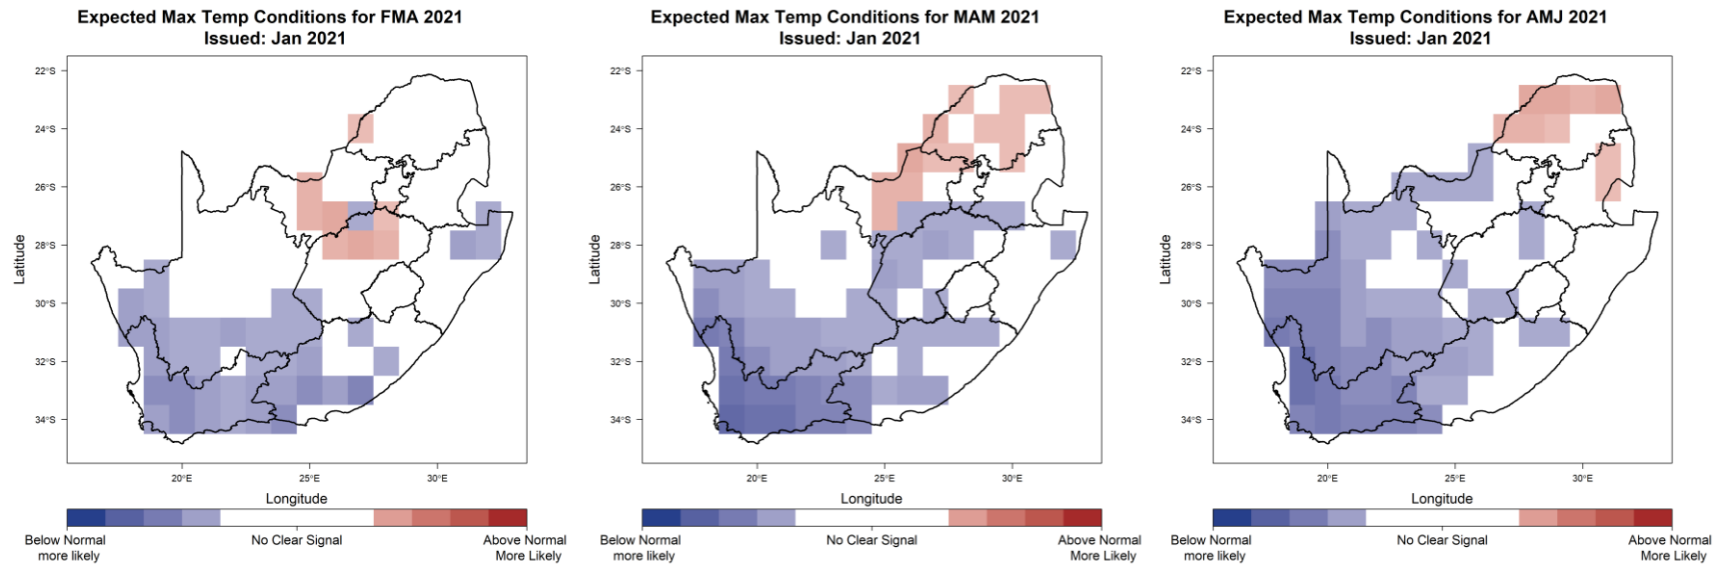 Expected Max Temp Conditions for FMA 2021
Issued: Jan 2021
22°S
24°S
26°S
28°S
30°S
32°S
34°S
Latitude
20°E
25°E
30°E
Longitude
Below Normal
more likely
No Clear Signal
Above Normal
More Likely
Expected Max Temp Conditions for MAM 2021
Issued: Jan 2021
22°S
24°S
26°S
28°S
30°S
32°S
34°S
Latitude
20°E
25°E
30°E
Longitude
Below Normal
more likely
No Clear Signal
Above Normal
More Likely
Expected Max Temp Conditions for AMJ 2021
Issued: Jan 2021
22°S
24°S
26°S
28°S
30°S
32°S
34°S
Latitude
20°E
25°E
30°E
Longitude
Below Normal
more likely
No Clear Signal
Above Normal
More Likely